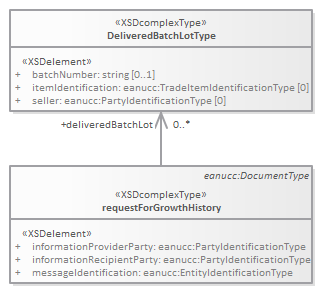 «XSDcomplexType»
DeliveredBatchLotType
«XSDelement»
+ batchNumber: string [0..1]
+ itemIdentification: eanucc:TradeItemIdentificationType [0]
+ seller: eanucc:PartyIdentificationType [0]
+deliveredBatchLot 0..*
eanucc:DocumentType
«XSDcomplexType»
requestForGrowthHistory
«XSDelement»
+ informationProviderParty: eanucc:PartyIdentificationType
+ informationRecipientParty: eanucc:PartyIdentificationType
+ messageIdentification: eanucc:EntityIdentificationType